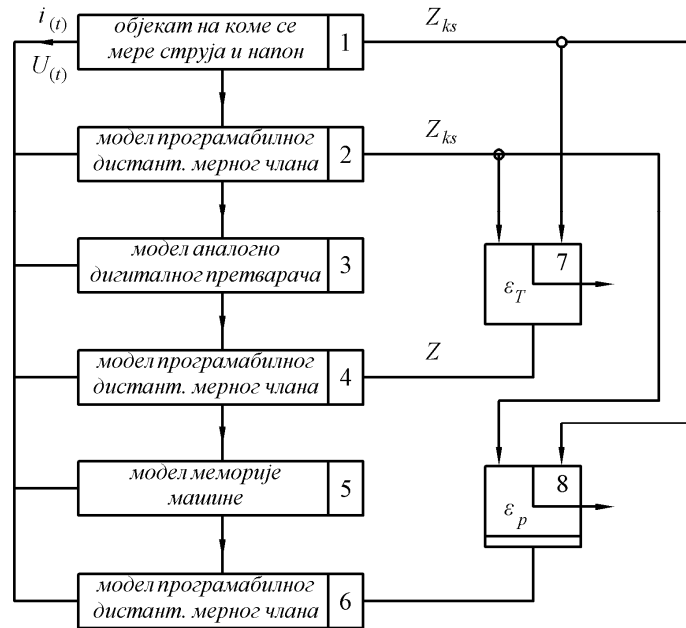 i(t)
U(t)
објекат на коме се
мере струја и напон
1
Zks
модел програмабилног
дистант. мерног члана
2
Zks
модел аналогно
дигиталног претварача
3
7
εT
модел програмабилног
дистант. мерног члана
4
Z
модел меморије
машине
5
8
εp
модел програмабилног
дистант. мерног члана
6